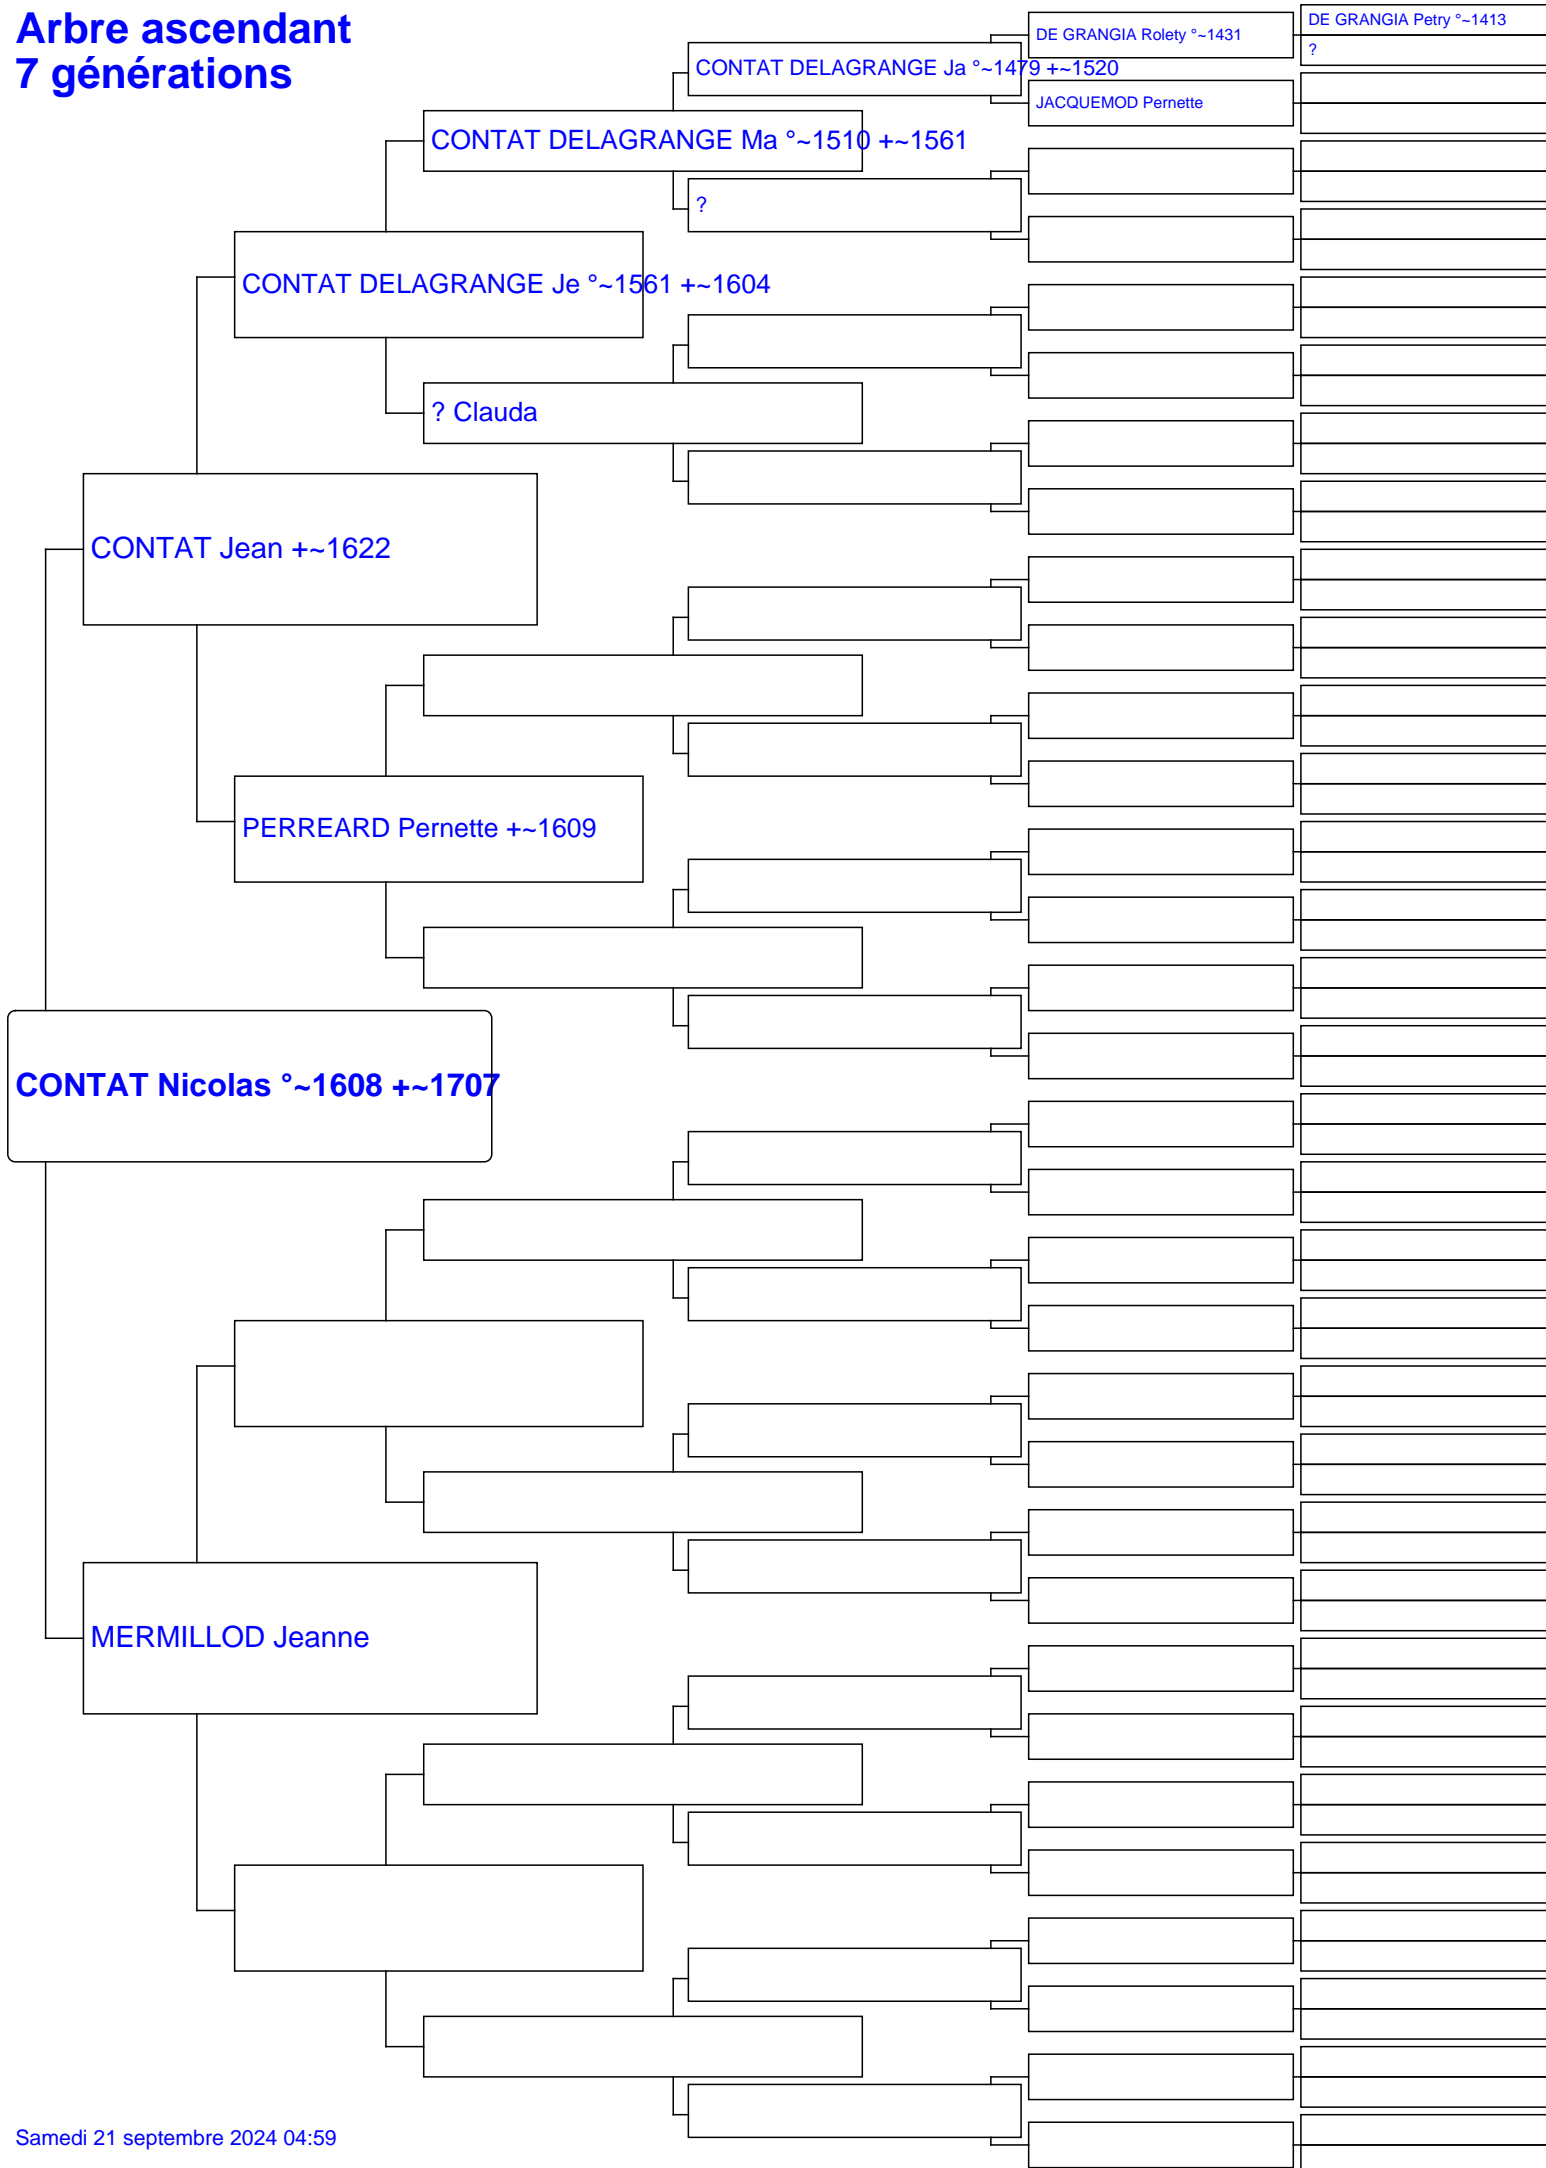 Arbre ascendant
7 générations
DE GRANGIA Petry °~1413
?
DE GRANGIA Rolety °~1431
CONTAT DELAGRANGE Ja °~1479 +~1520
JACQUEMOD Pernette
CONTAT DELAGRANGE Ma °~1510 +~1561
?
CONTAT DELAGRANGE Je °~1561 +~1604
? Clauda
CONTAT Jean +~1622
PERREARD Pernette +~1609
CONTAT Nicolas °~1608 +~1707
MERMILLOD Jeanne
Samedi 21 septembre 2024 04:59